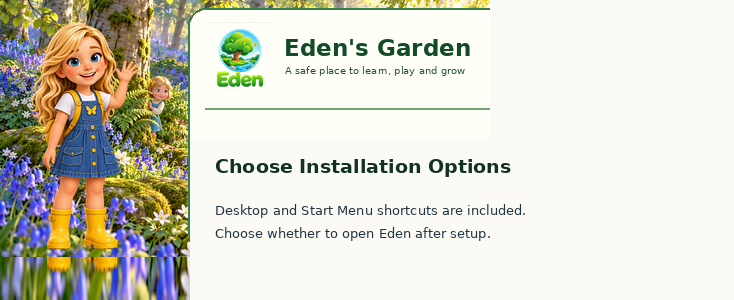 Eden's Garden
A safe place to learn, play and grow
Eden
Choose Installation Options
Desktop and Start Menu shortcuts are included.
Choose whether to open Eden after setup.